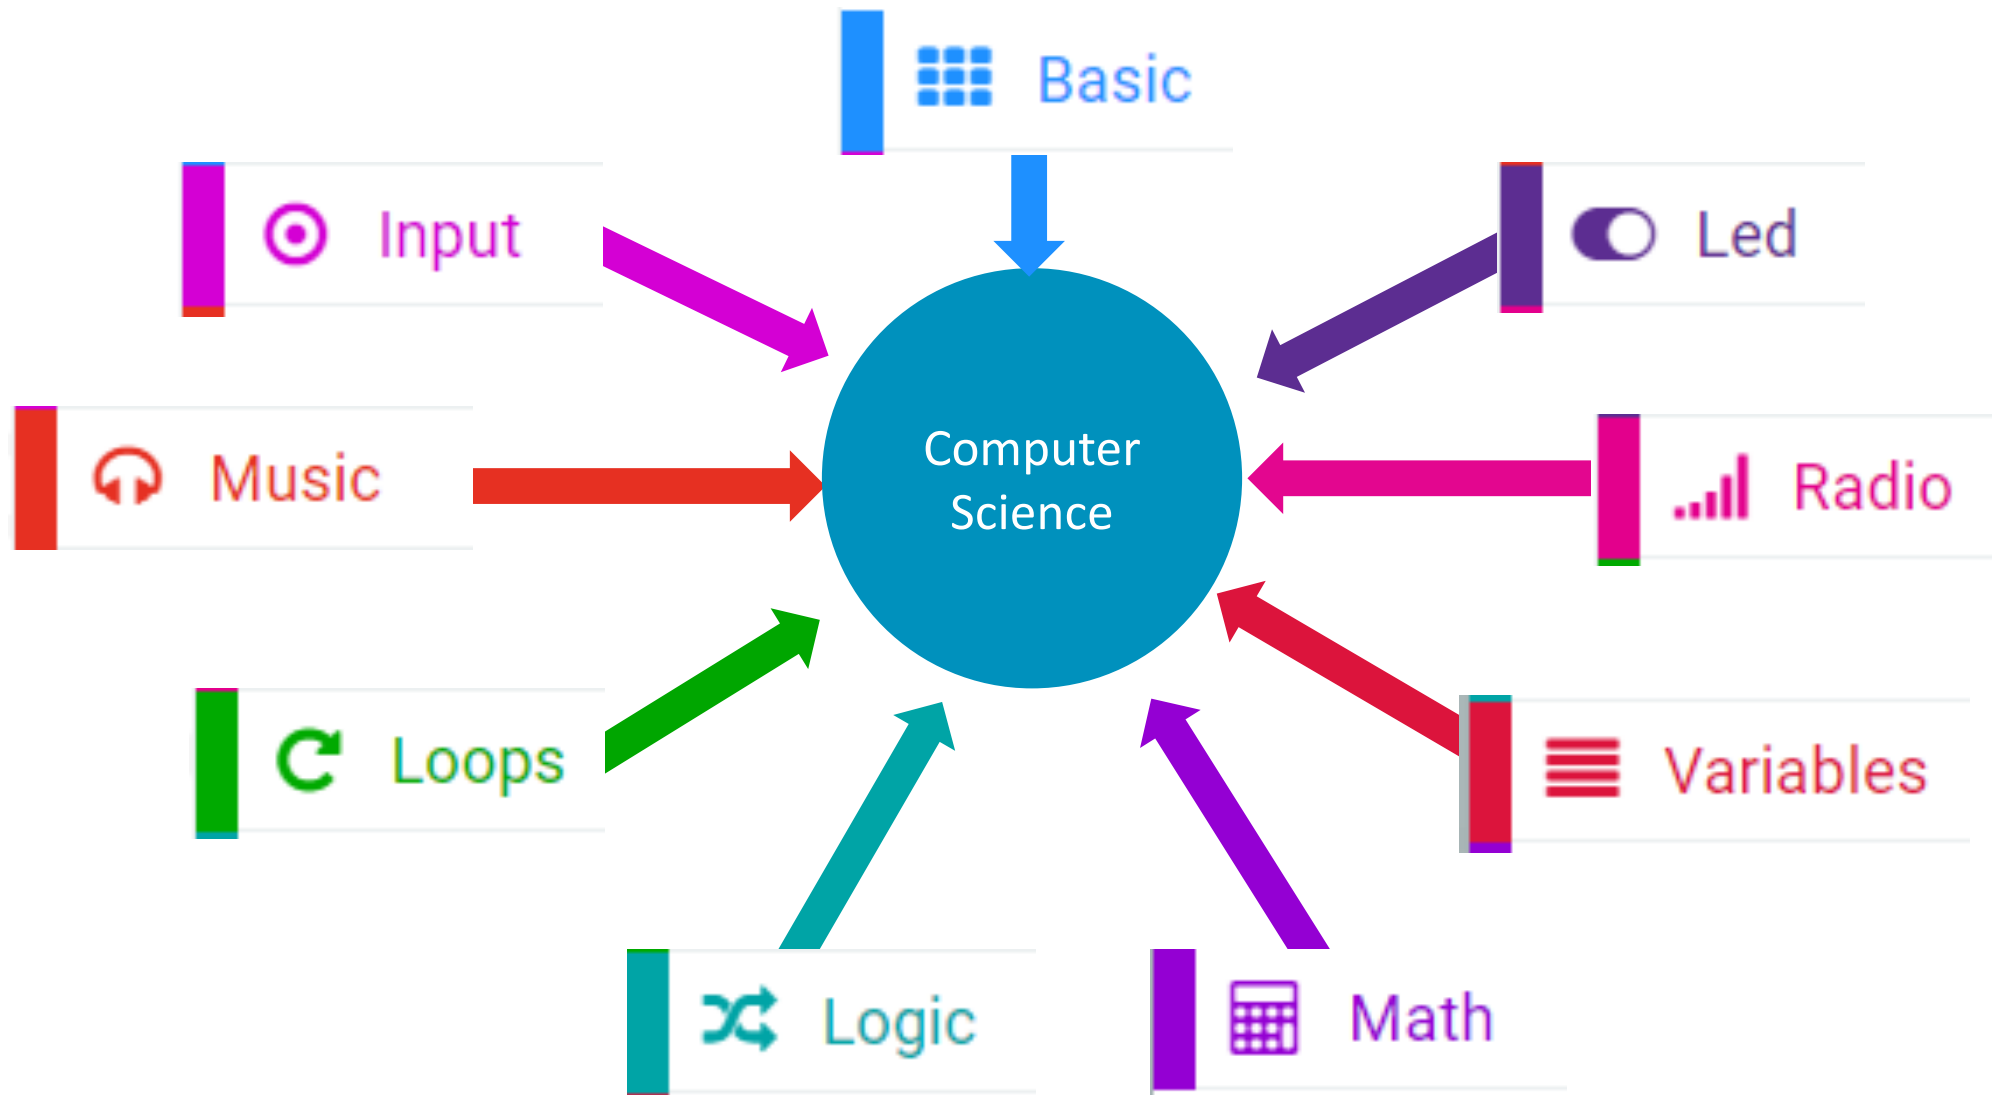 Basic
Input
Led
Music
Computer
Science
Radio
Loops
Variables
Logic
Math